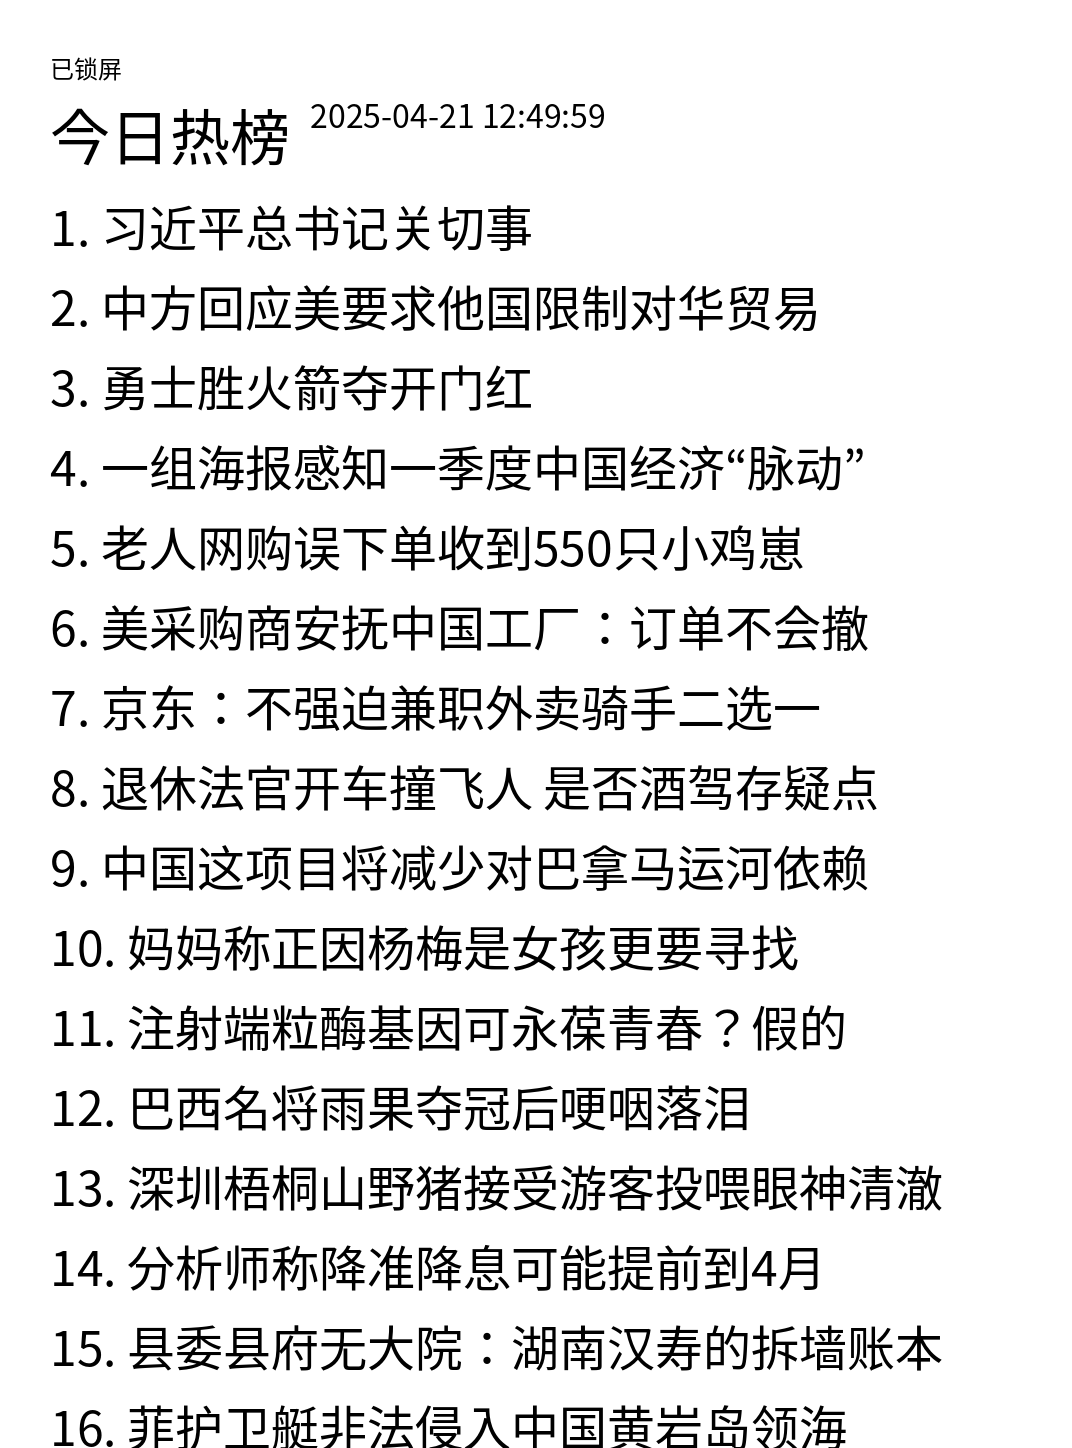 已锁屏
今日热榜 2025-04-21 12:49:59
1. 习近平总书记关切事
2. 中方回应美要求他国限制对华贸易
3. 勇士胜火箭夺开门红
4. 一组海报感知一季度中国经济“脉动”
5. 老人网购误下单收到550只小鸡崽
6. 美采购商安抚中国工厂：订单不会撤
7. 京东：不强迫兼职外卖骑手二选一
8. 退休法官开车撞飞人 是否酒驾存疑点
9. 中国这项目将减少对巴拿马运河依赖
10. 妈妈称正因杨梅是女孩更要寻找
11. 注射端粒酶基因可永葆青春？假的
12. 巴西名将雨果夺冠后哽咽落泪
13. 深圳梧桐山野猪接受游客投喂眼神清澈
14. 分析师称降准降息可能提前到4月
15. 县委县府无大院：湖南汉寿的拆墙账本
16. 菲护卫艇非法侵入中国黄岩岛领海